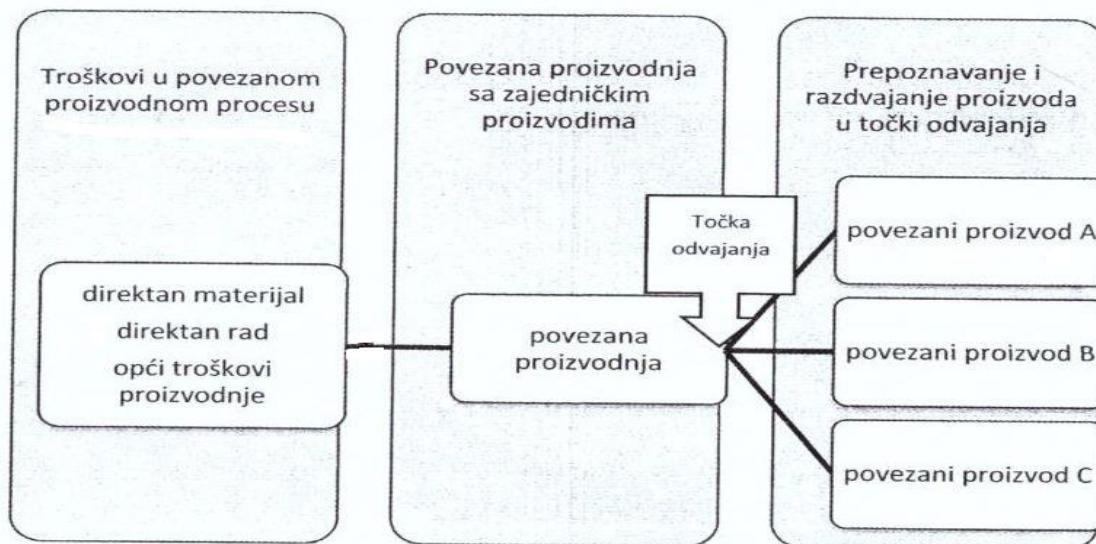 Troškovi u povezanom
proizvodnom procesu
direktan materijal
direktan rad
opći troškovi
proizvodnje
Povezana proizvodnja
sa zajedničkim
proizvodima
Točka
odvajanja
povezana
proizvodnja
Prepoznavanje i
razdvajanje proizvoda
u točki odvajanja
povezani proizvod A
povezani proizvod B
povezani proizvod C